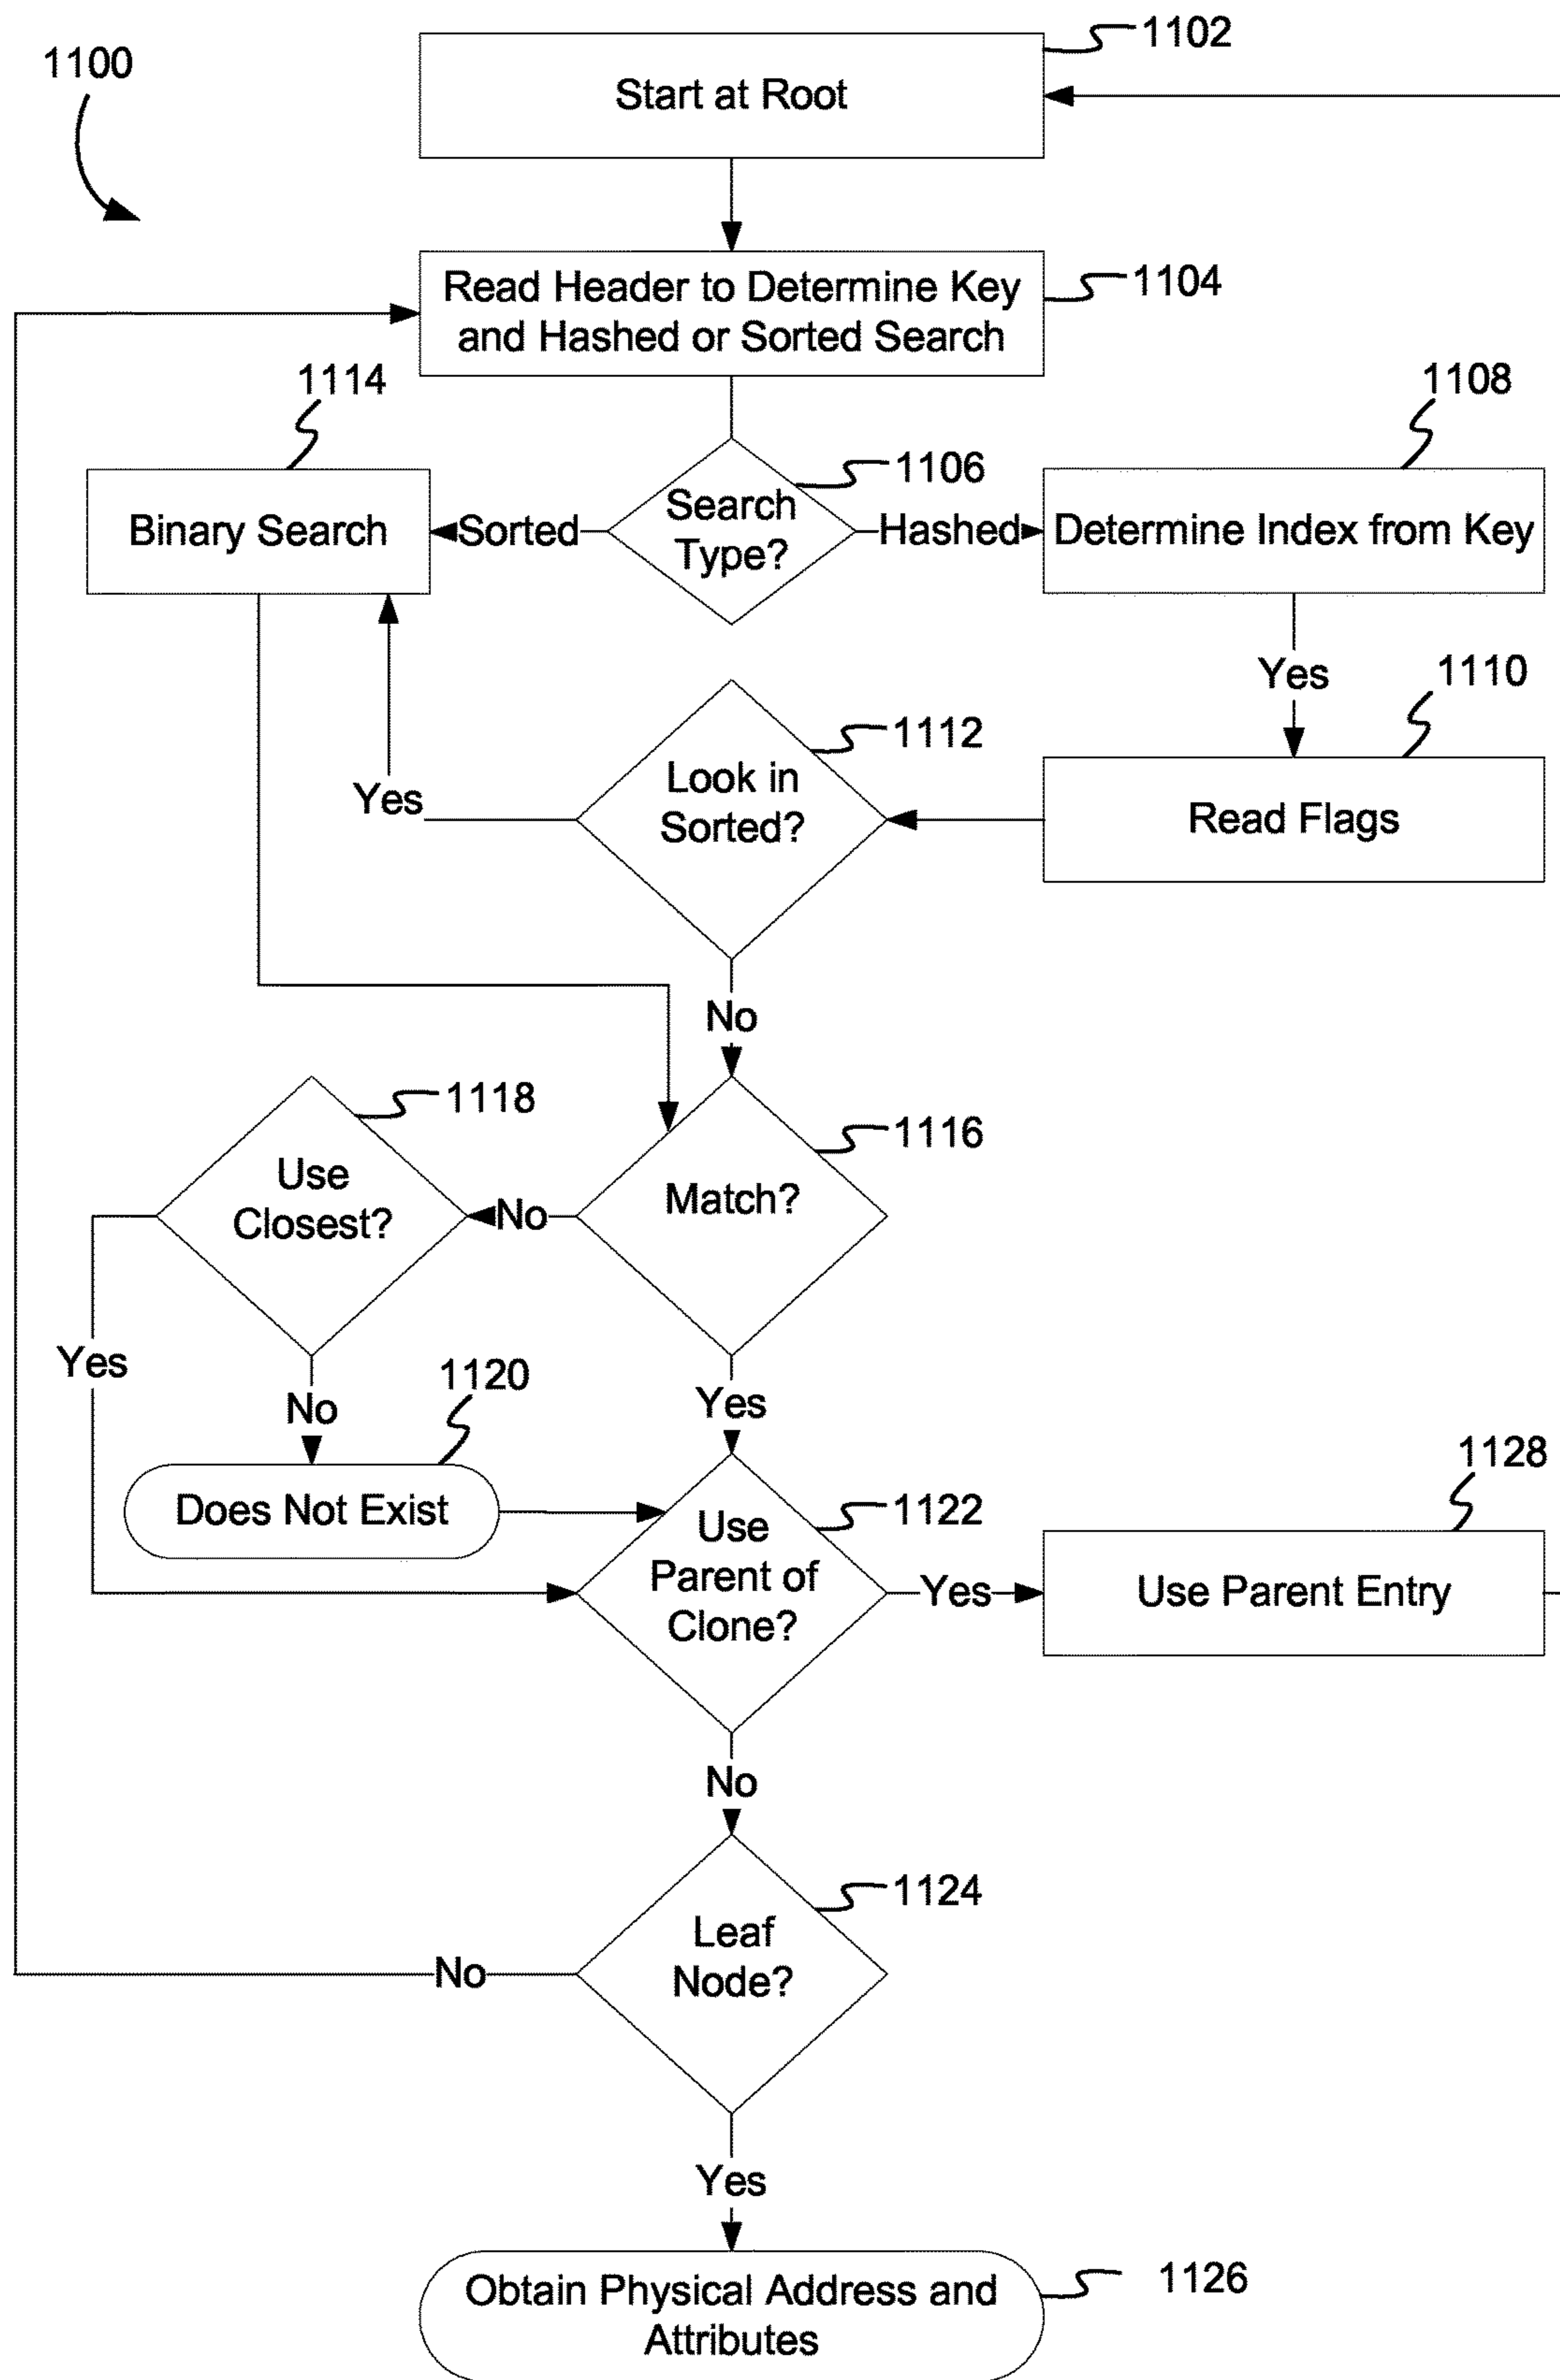 1100
1102
Start at Root
Read Header to Determine Key
and Hashed or Sorted Search
1104
1114
1108
1106
Binary Search
Sorted
Search
Type?
Hashed
Determine Index from Key
Yes
1110
1112
Yes
Look in
Sorted?
Read Flags
No
1118
1116
Use
Closest?
No
Match?
Yes
No
1120
Yes
1128
Does Not Exist
1122
Use
Parent of
Clone?
Yes
Use Parent Entry
No
1124
Leaf
Node?
No
Yes
1126
Obtain Physical Address and
Attributes